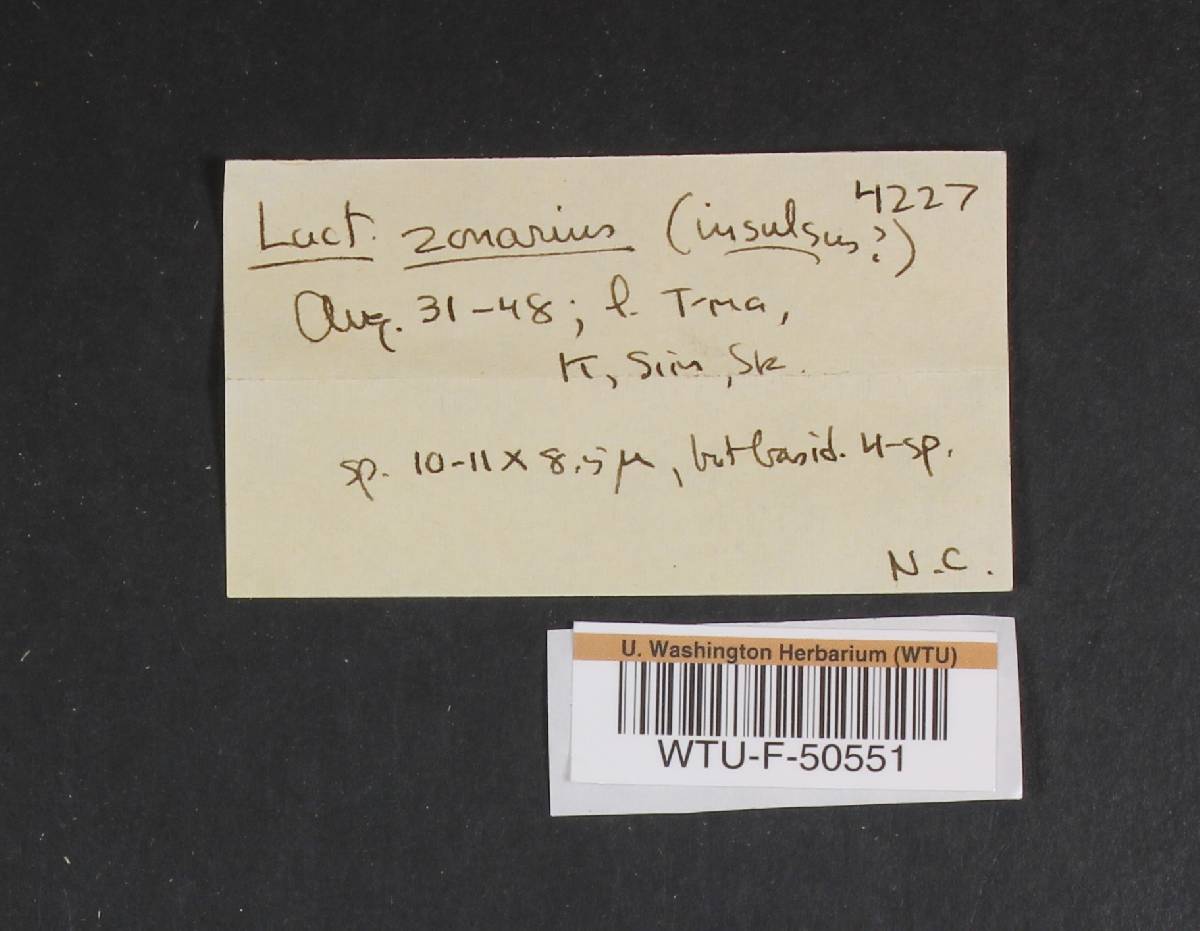 4227
Lact. zonarius (insulsus?)
Aug. 31-48; l. T-ma,
K, Sim, Sk.
sp. 10-11 x 8.5 µ, but basid. 4-sp.
N.C.
U. Washington Herbarium (WTU)
WTU-F-50551